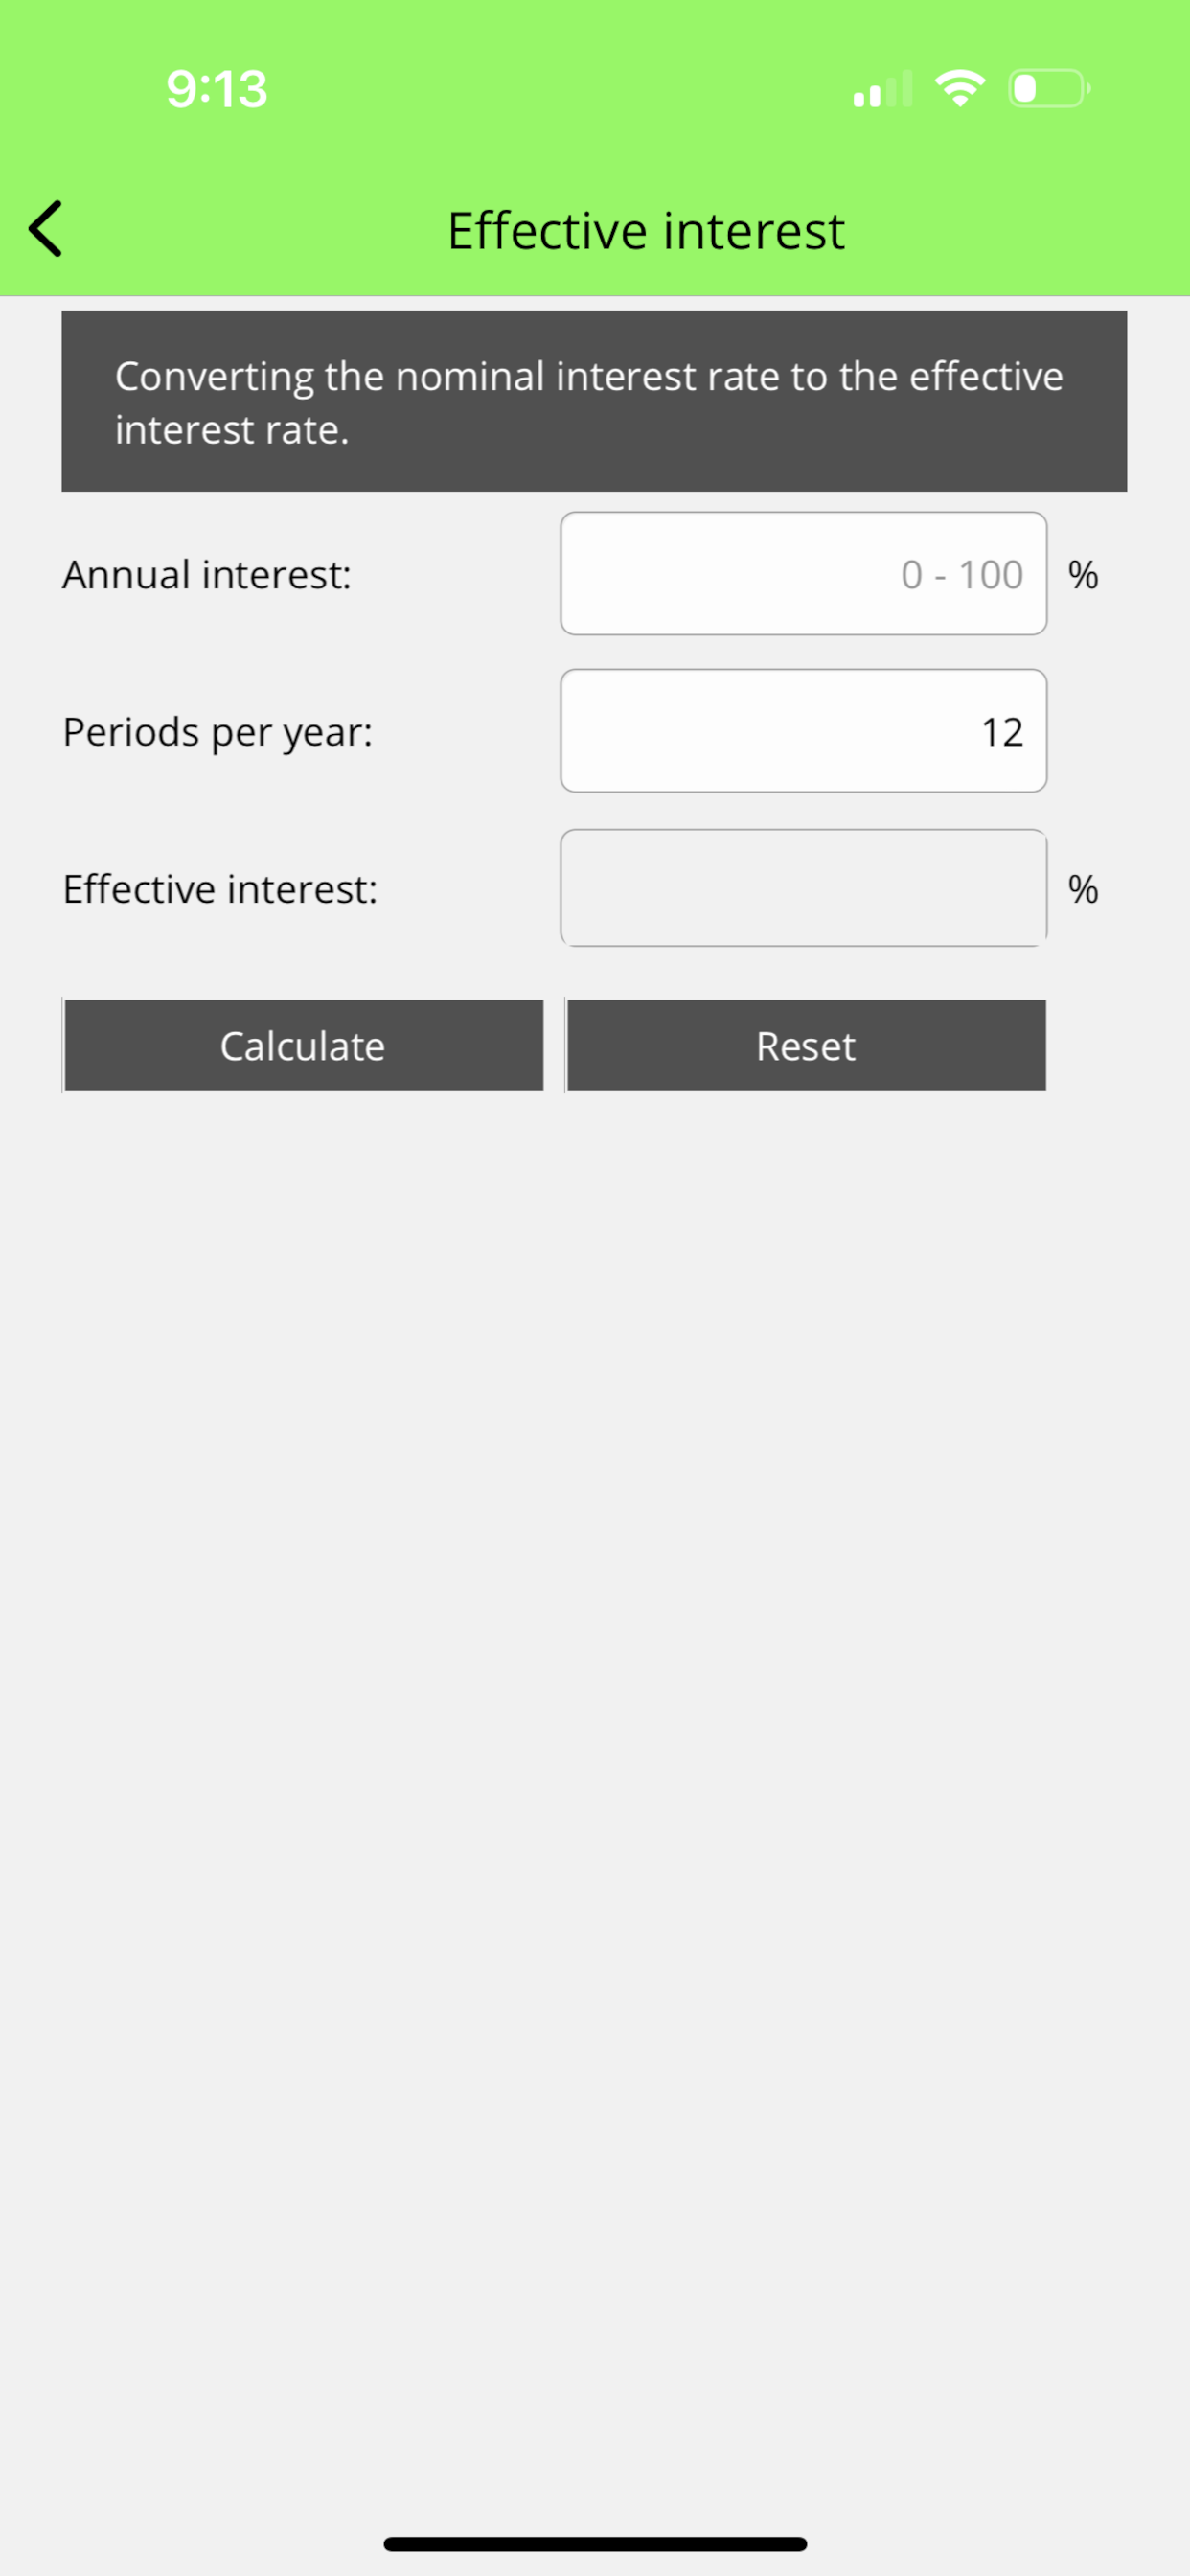 9:13
Effective interest
Converting the nominal interest rate to the effective
interest rate.
Annual interest: 0 - 100 %
Periods per year: 12
Effective interest: %
Calculate Reset